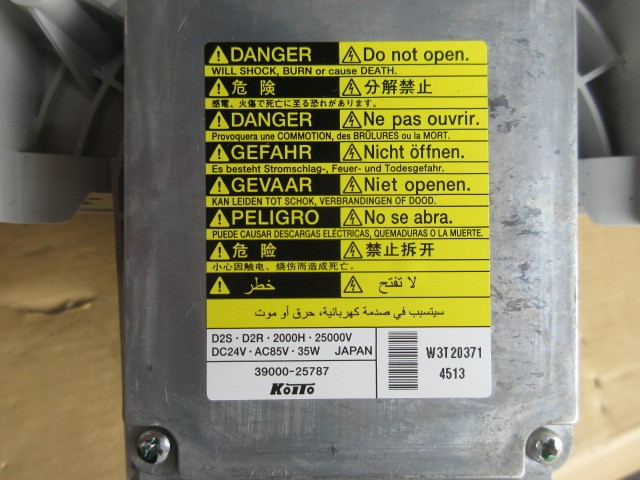 DANGER Do not open.
WILL SHOCK, BURN or cause DEATH.
危険 分解禁止
感電、火傷で死亡に至る恐れがあります。
DANGER Ne pas ouvrir.
Provoquera une COMMOTION, des BRÛLURES ou la MORT.
GEFAHR Nicht öffnen.
Es besteht Stromschlag-, Feuer- und Todesgefahr.
GEVAAR Niet openen.
KAN LEIDEN TOT SCHOK, VERBRANDINGEN OF DOOD.
PELIGRO No se abra.
PUEDE CAUSAR DESCARGAS ELÉCTRICAS, QUEMADURAS O LA MUERTE.
危险 禁止拆开
小心因触电、烧伤而造成死亡。
خطر لا تفتح
سيتسبب في صدمة كهربائية، حرق أو موت
D2S · D2R · 2000H · 25000V
DC24V · AC85V · 35W JAPAN
39000-25787
KOITO
W3T20371
4513